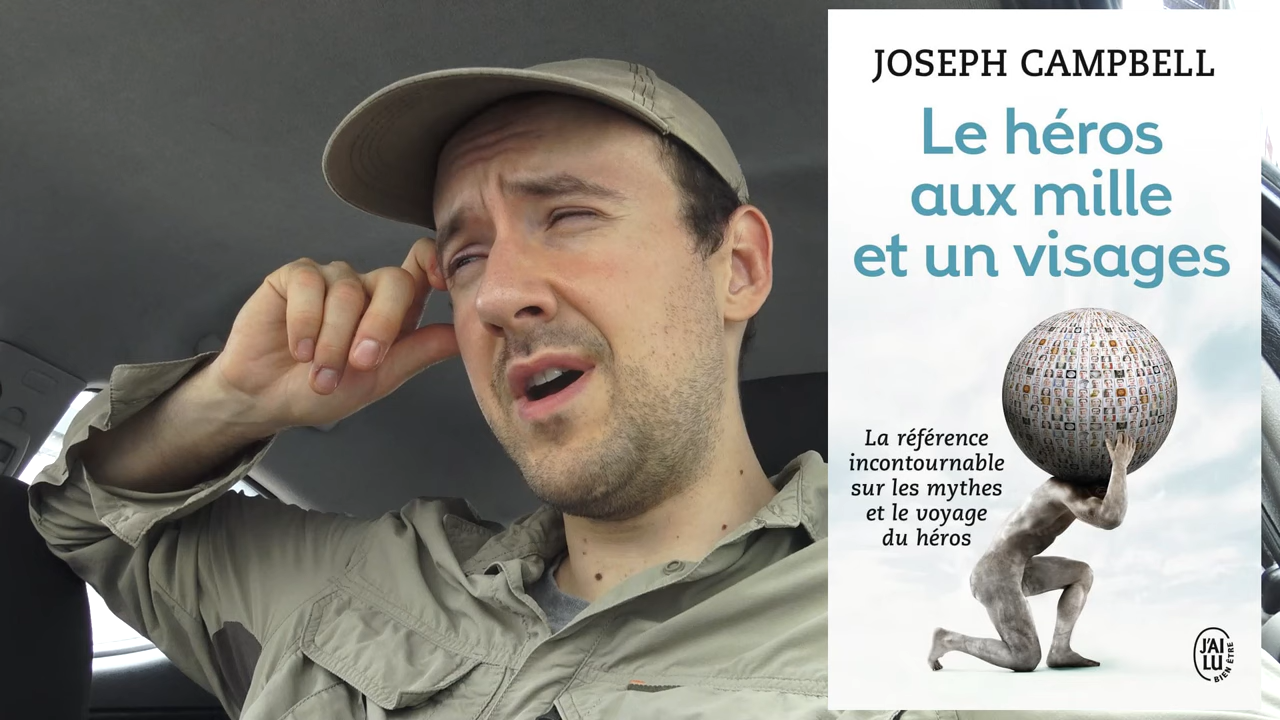 JOSEPH CAMPBELL
Le héros
aux mille
et un visages
La référence
incontournable
sur les mythes
et le voyage
du héros
J'AI
LU
BIEN ÊTRE